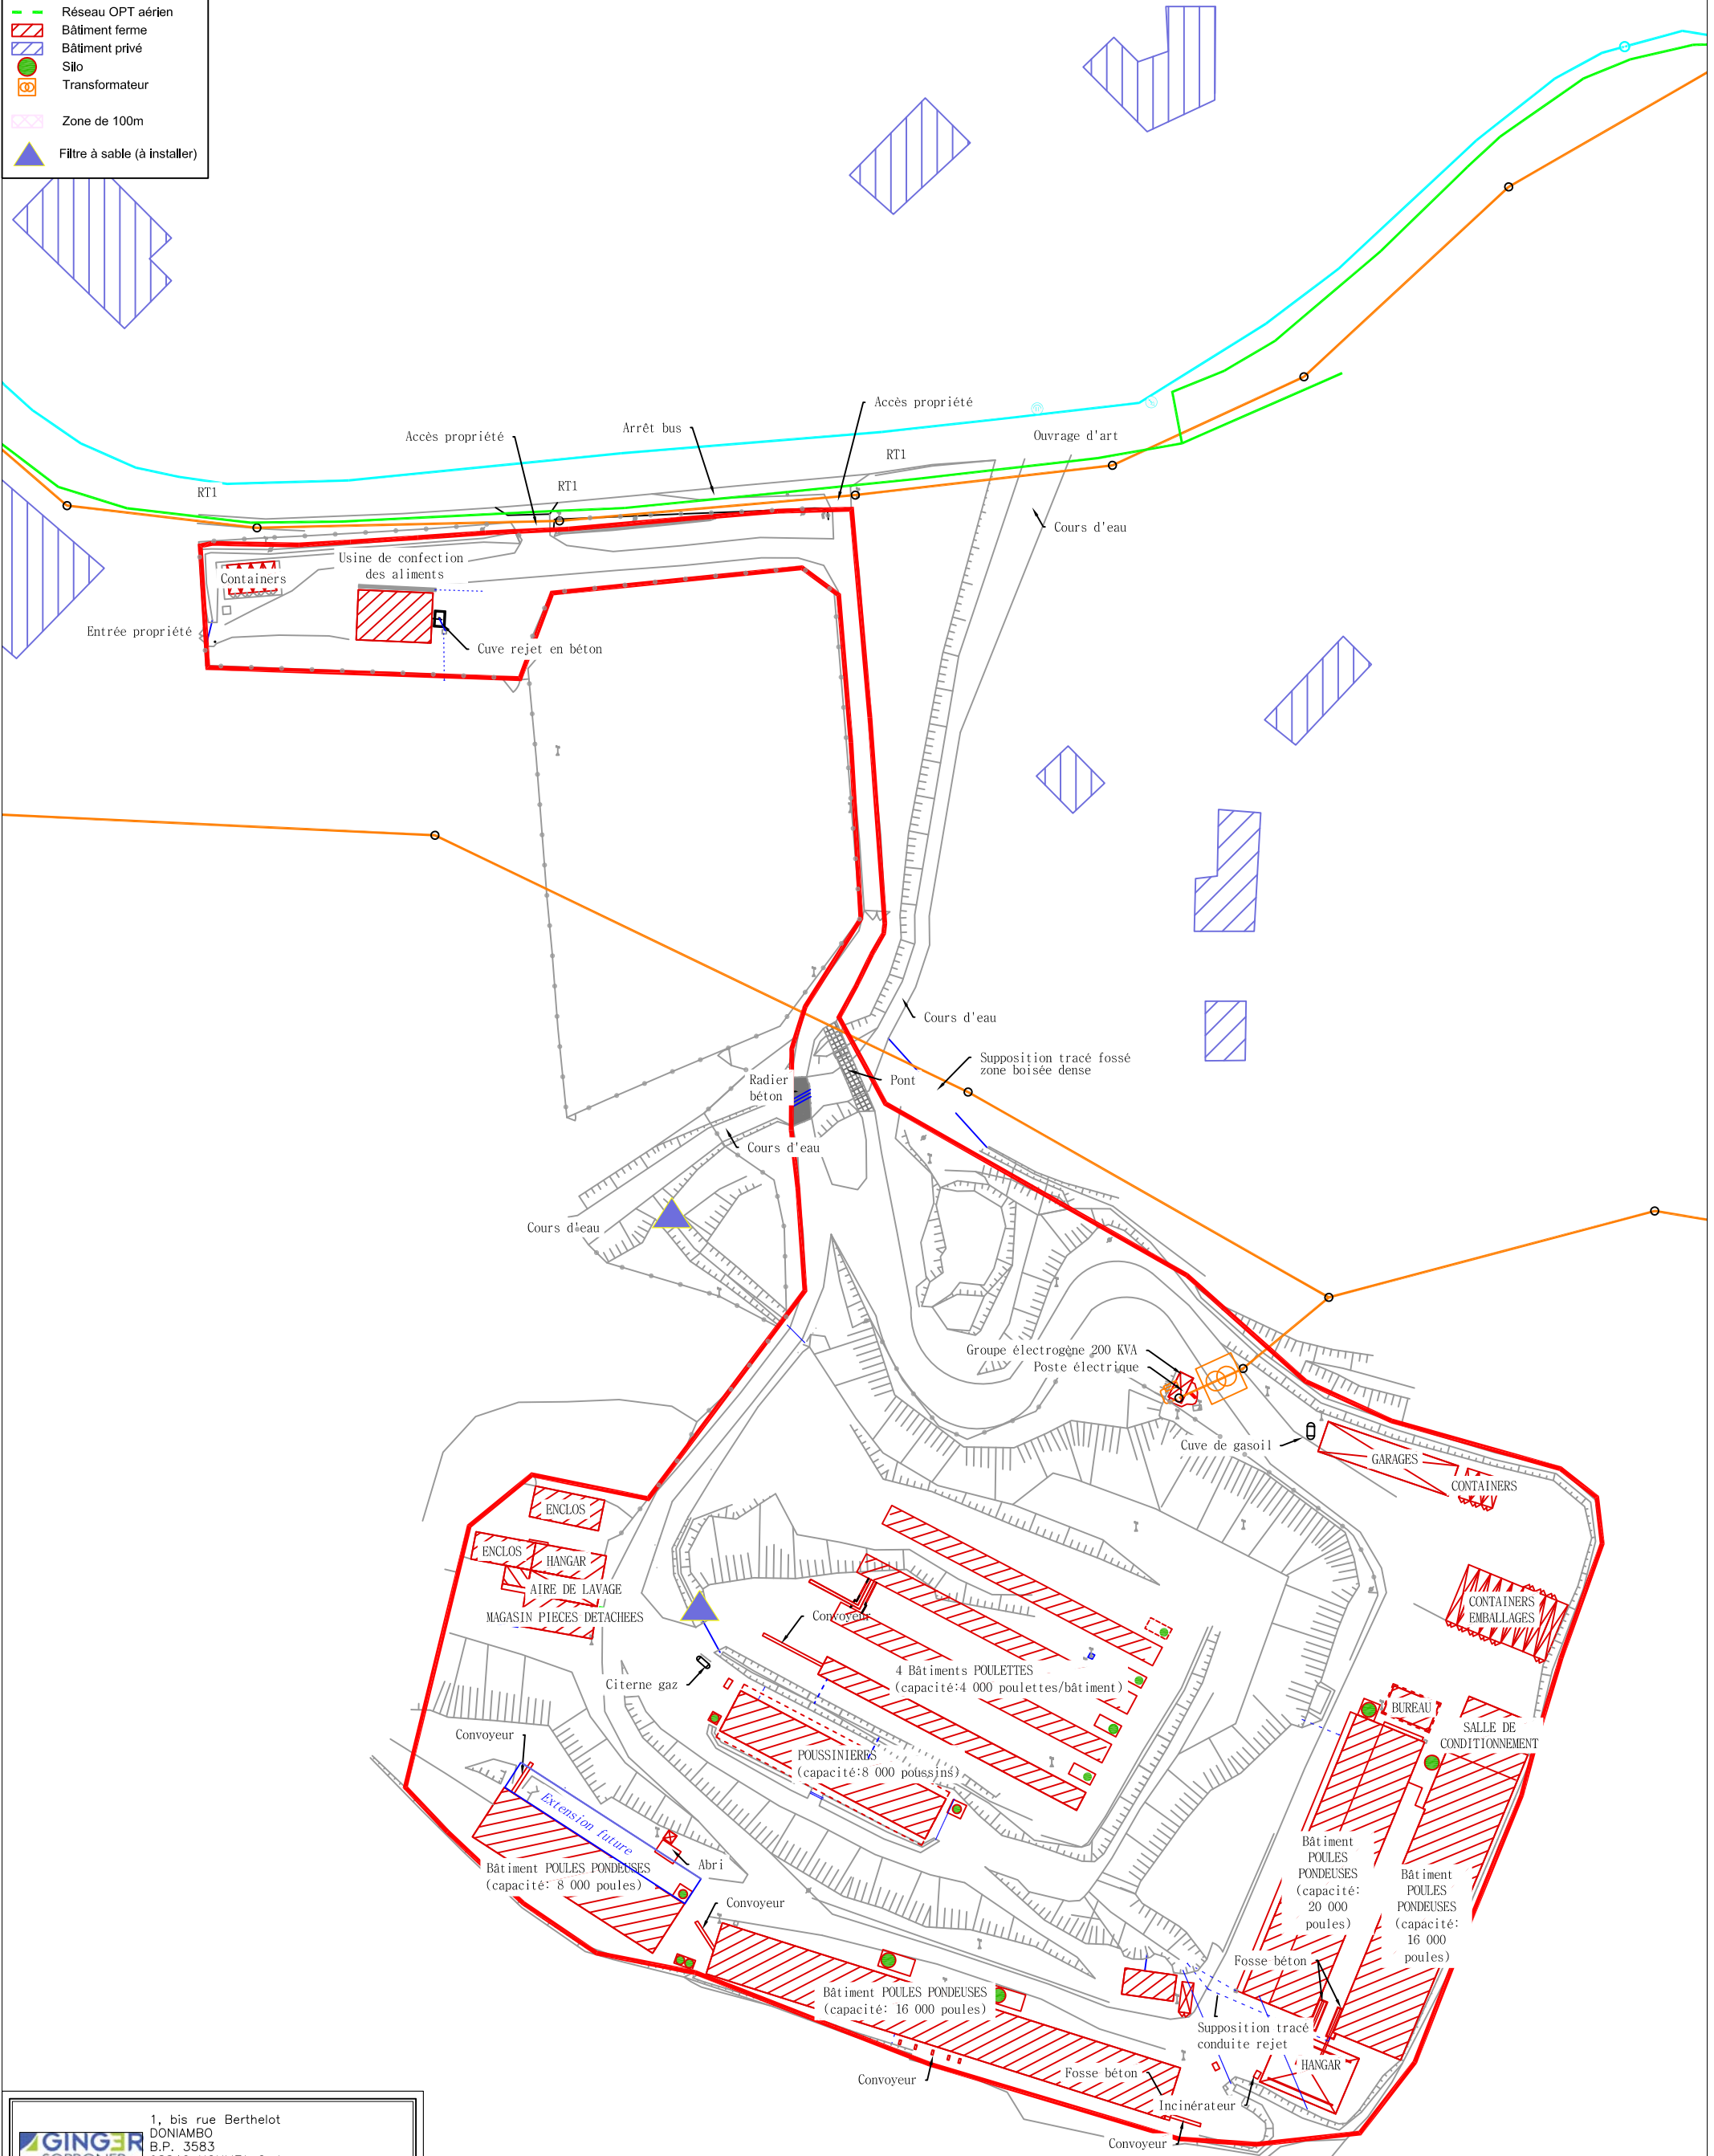 Réseau OPT aérien
Bâtiment ferme
Bâtiment privé
Silo
Transformateur
Zone de 100m
Filtre à sable (à installer)
Accès propriété
Arrêt bus
Accès propriété
Ouvrage d'art
RT1
RT1
RT1
Cours d'eau
Usine de confection
des aliments
Containers
Entrée propriété
Cuve rejet en béton
Cours d'eau
Supposition tracé fossé
zone boisée dense
Radier
béton
Pont
Cours d'eau
Cours d'eau
Groupe électrogène 200 KVA
Poste électrique
Cuve de gasoil
GARAGES
CONTAINERS
ENCLOS
ENCLOS
HANGAR
AIRE DE LAVAGE
MAGASIN PIECES DETACHEES
CONTAINERS
EMBALLAGES
Convoyeur
4 Bâtiments POULETTES
(capacité:4 000 poulettes/bâtiment)
Citerne gaz
BUREAU
SALLE DE
CONDITIONNEMENT
Convoyeur
POUSSINIERES
(capacité:8 000 poussins)
Extension future
Abri
Bâtiment POULES PONDEUSES
(capacité: 8 000 poules)
Bâtiment
POULES
PONDEUSES
(capacité:
20 000
poules)
Bâtiment
POULES
PONDEUSES
(capacité:
16 000
poules)
Convoyeur
Fosse béton
Bâtiment POULES PONDEUSES
(capacité: 16 000 poules)
Supposition tracé
conduite rejet
HANGAR
Convoyeur
Fosse béton
Incinérateur
Convoyeur
1, bis rue Berthelot
DONIAMBO
B.P. 3583
GINGER